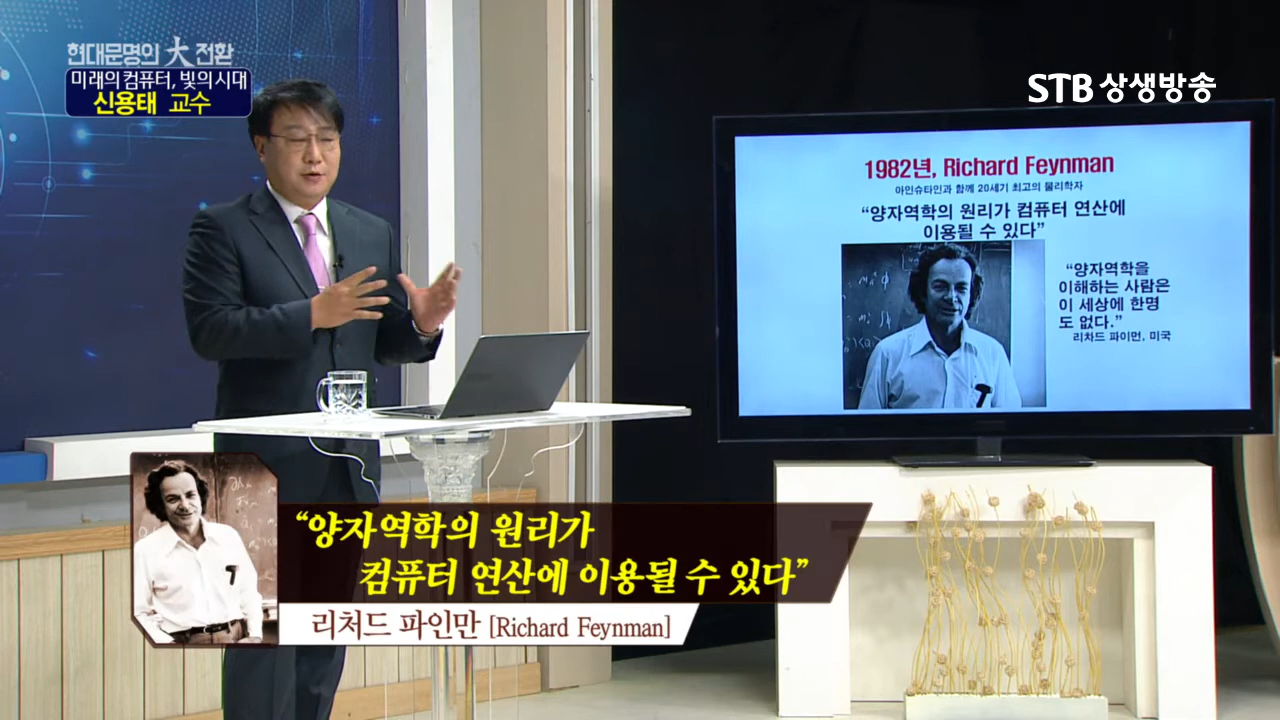 현대문명의 大 전환
미래의 컴퓨터, 빛의 시대
신용태 교수
STB 상생방송
1982년, Richard Feynman
아인슈타인과 함께 20세기 최고의 물리학자
“양자역학의 원리가 컴퓨터 연산에
이용될 수 있다”
“양자역학을
이해하는 사람은
이 세상에 한명
도 없다.”
리차드 파이먼, 미국
“양자역학의 원리가
컴퓨터 연산에 이용될 수 있다”
리처드 파인만 [Richard Feynman]